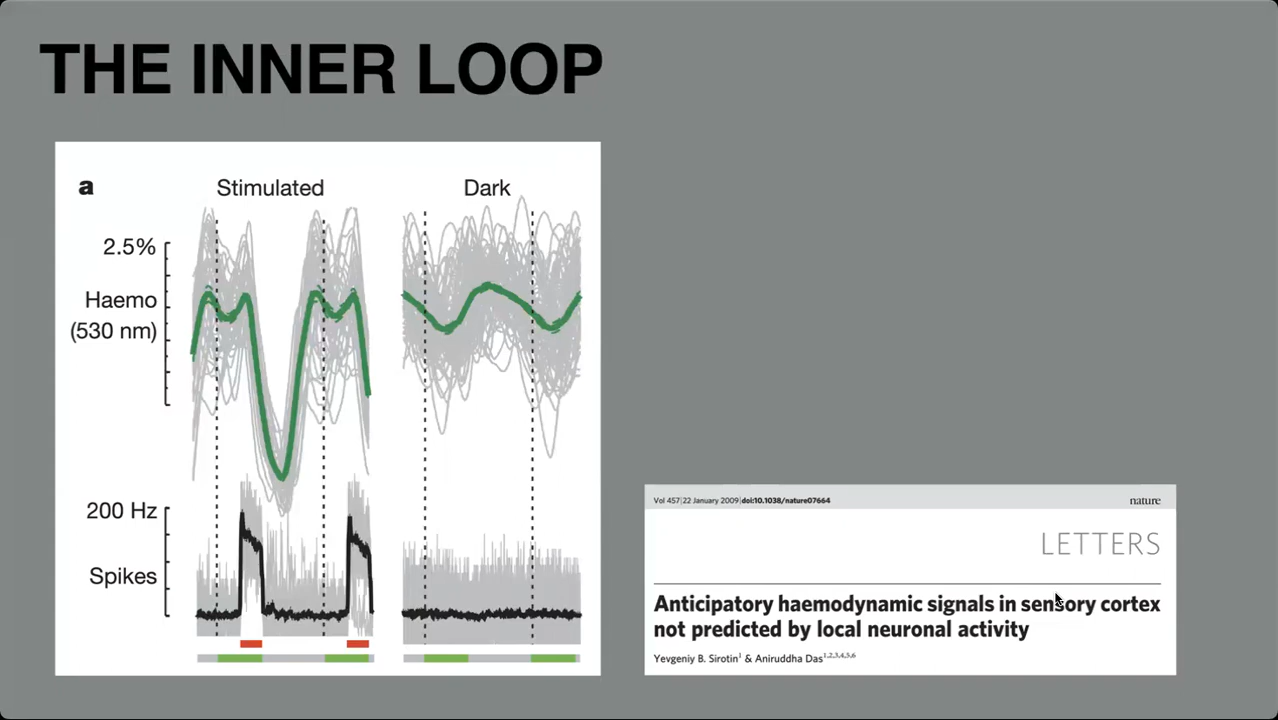 THE INNER LOOP
a
Stimulated
Dark
2.5%
Haemo
(530 nm)
200 Hz
Spikes
Vol 457|22 January 2009|doi:10.1038/nature07664
nature
LETTERS
Anticipatory haemodynamic signals in sensory cortex
not predicted by local neuronal activity
Yevgeniy B. Sirotin¹ & Aniruddha Das¹,²,³,⁴,⁵,⁶